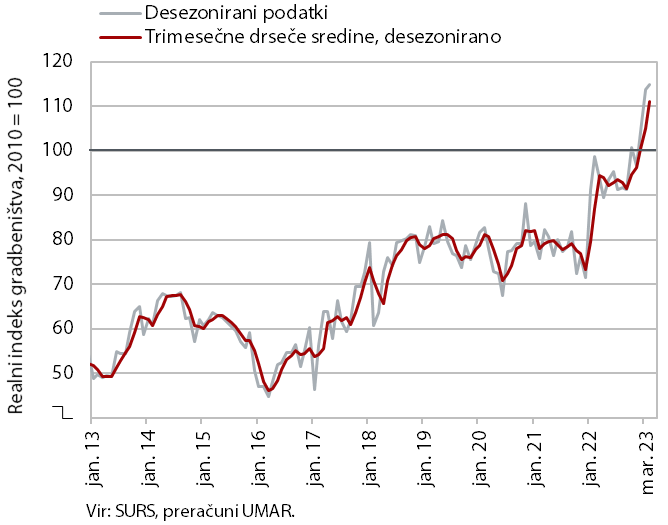 Desezonirani podatki
Trimesečne drseče sredine, desezonirano
Realni indeks gradbeništva, 2010 = 100
120
110
100
90
80
70
60
50
jan. 13
jan. 14
jan. 15
jan. 16
jan. 17
jan. 18
jan. 19
jan. 20
jan. 21
jan. 22
mar. 23
Vir: SURS, preračuni UMAR.